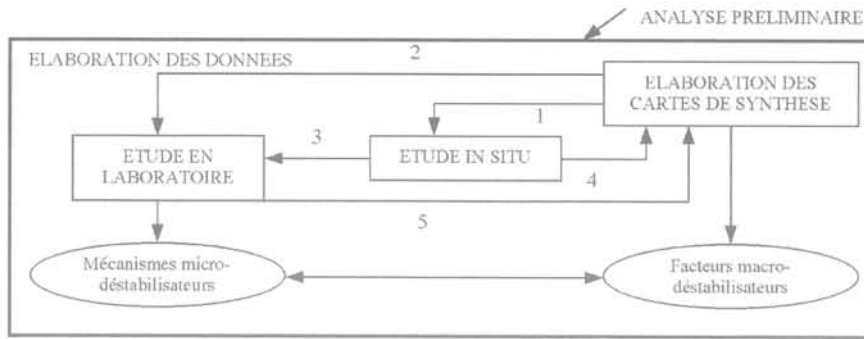 ANALYSE PRELIMINAIRE
ELABORATION DES DONNEES
2
ELABORATION DES
CARTES DE SYNTHESE
1
3
ETUDE IN SITU
ETUDE EN
LABORATOIRE
4
5
Mécanismes micro-
déstabilisateurs
Facteurs macro-
déstabilisateurs